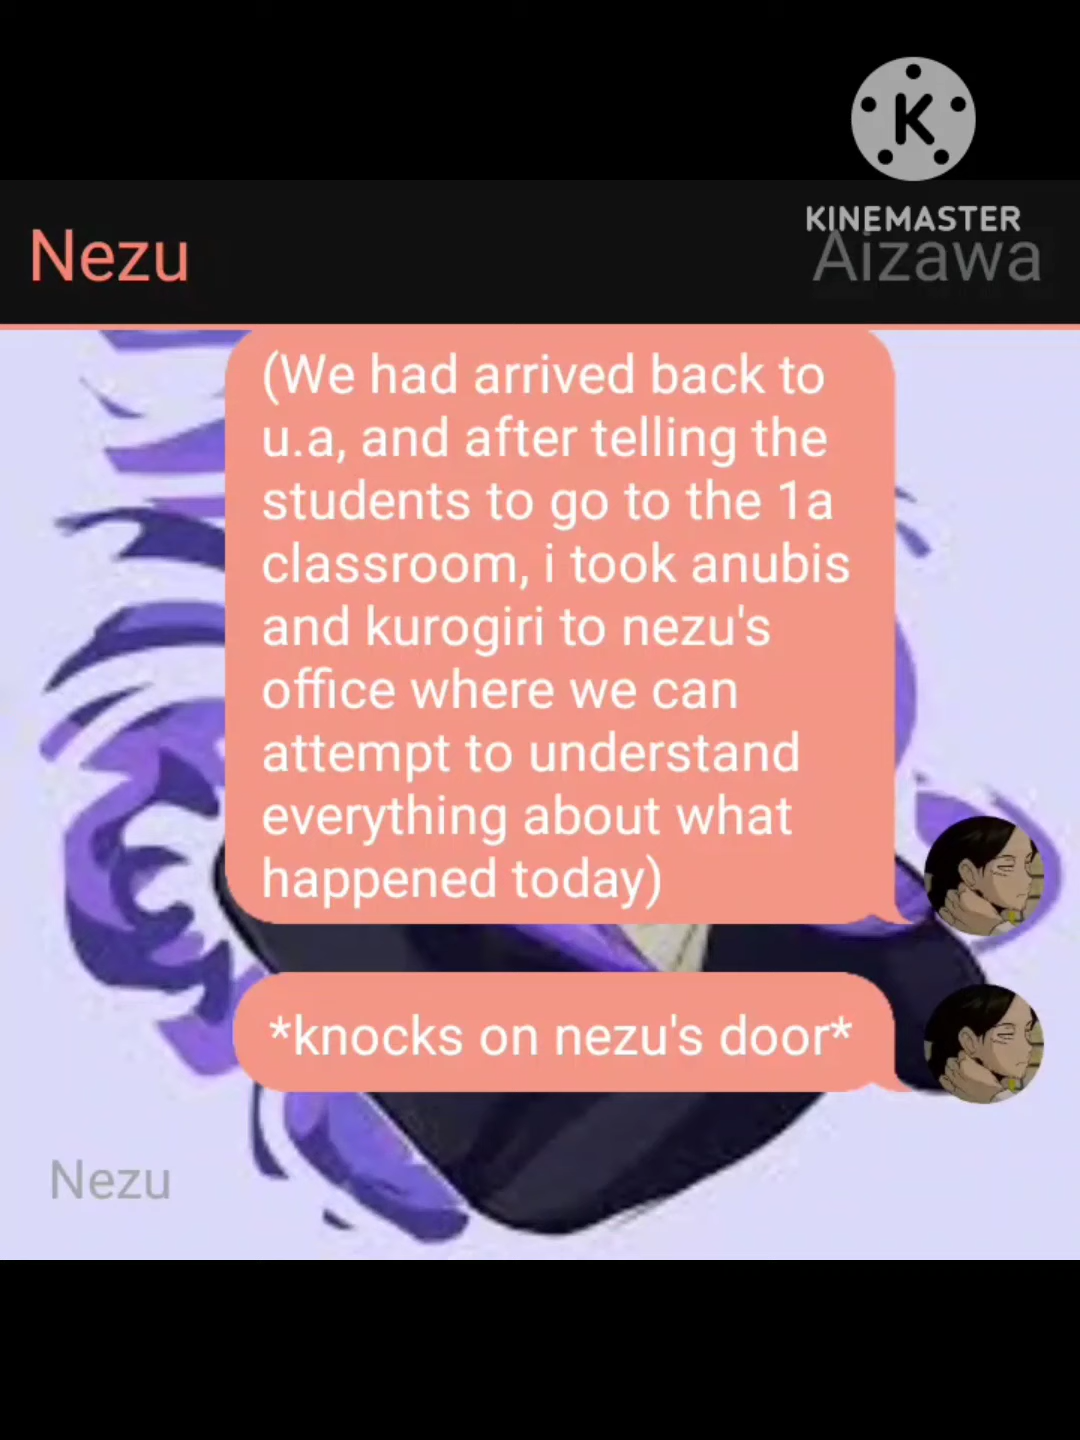 K
KINEMASTER
Nezu
Aizawa
(We had arrived back to
u.a, and after telling the
students to go to the 1a
classroom, i took anubis
and kurogiri to nezu's
office where we can
attempt to understand
everything about what
happened today)
*knocks on nezu's door*
Nezu